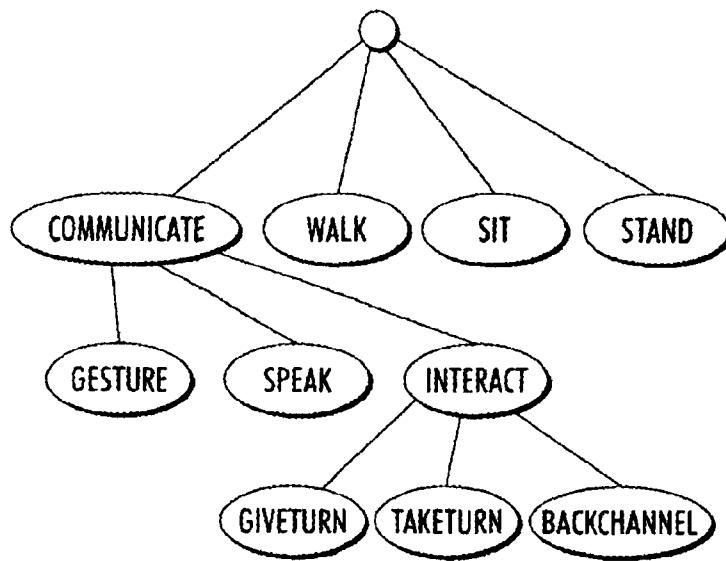 COMMUNICATE
WALK
SIT
STAND
GESTURE
SPEAK
INTERACT
GIVETURN
TAKETURN
BACKCHANNEL